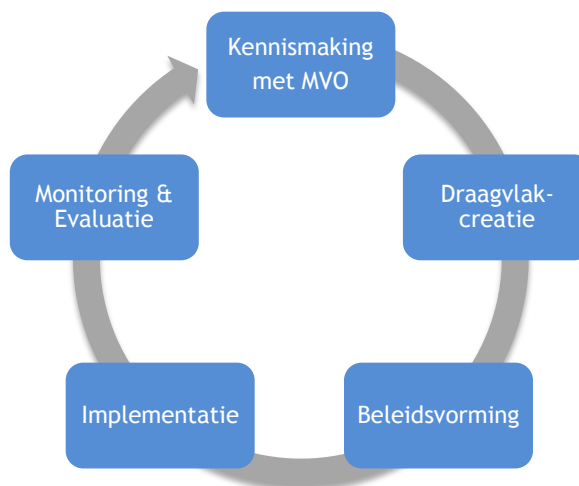 Kennismaking
met MVO
Draagvlak-
creatie
Beleidsvorming
Implementatie
Monitoring &
Evaluatie